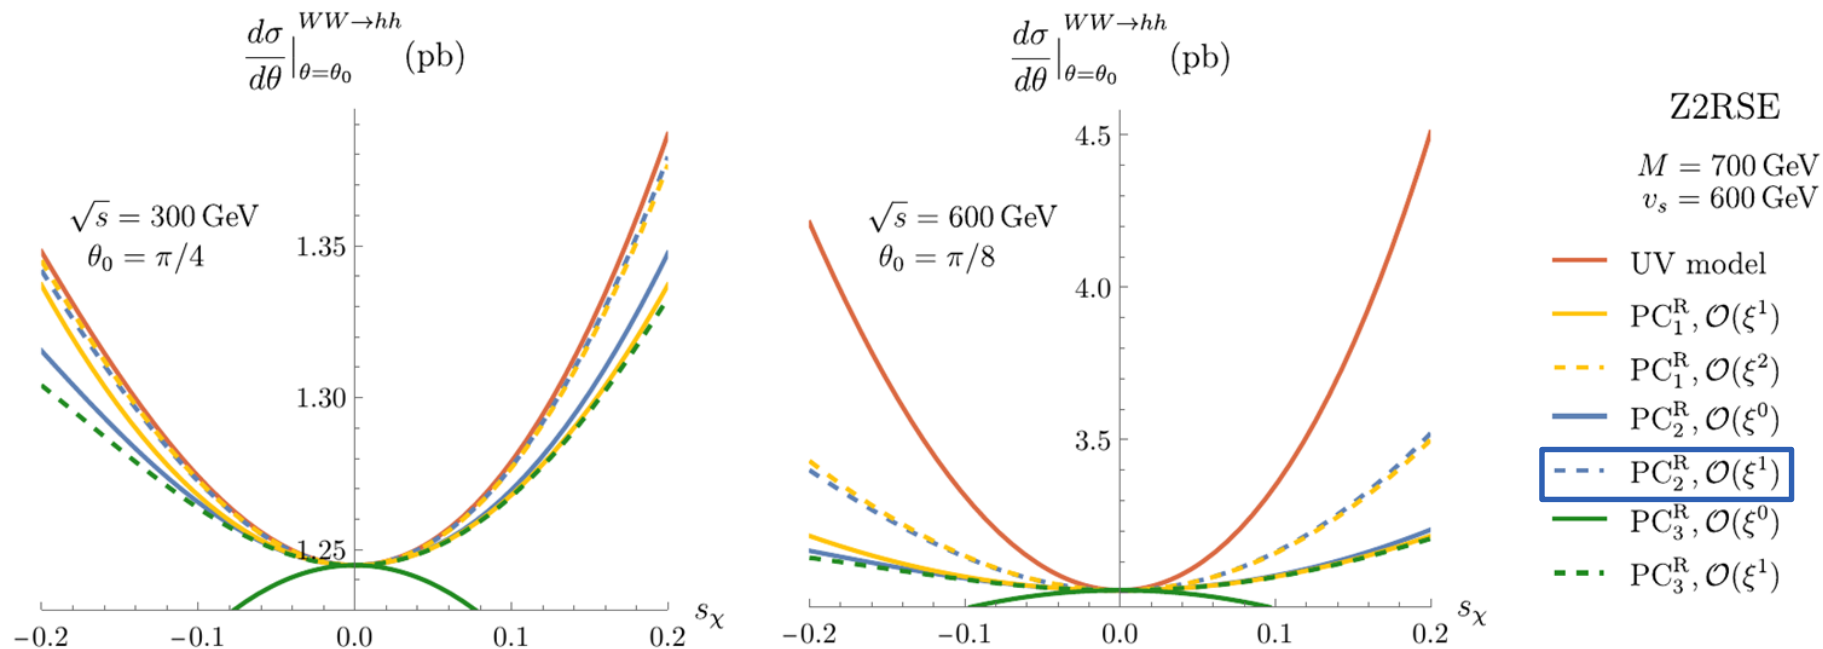 dσ/dθ|θ=θ₀ WW→hh (pb)
√s = 300 GeV
θ₀ = π/4
1.35
1.30
1.25
−0.2 −0.1 0.0 0.1 0.2 sχ
dσ/dθ|θ=θ₀ WW→hh (pb)
√s = 600 GeV
θ₀ = π/8
4.5
4.0
3.5
−0.2 −0.1 0.0 0.1 0.2 sχ
Z2RSE
M = 700 GeV
vₛ = 600 GeV
UV model
PC₁ᴿ, 𝒪(ξ¹)
PC₁ᴿ, 𝒪(ξ²)
PC₂ᴿ, 𝒪(ξ⁰)
PC₂ᴿ, 𝒪(ξ¹)
PC₃ᴿ, 𝒪(ξ⁰)
PC₃ᴿ, 𝒪(ξ¹)